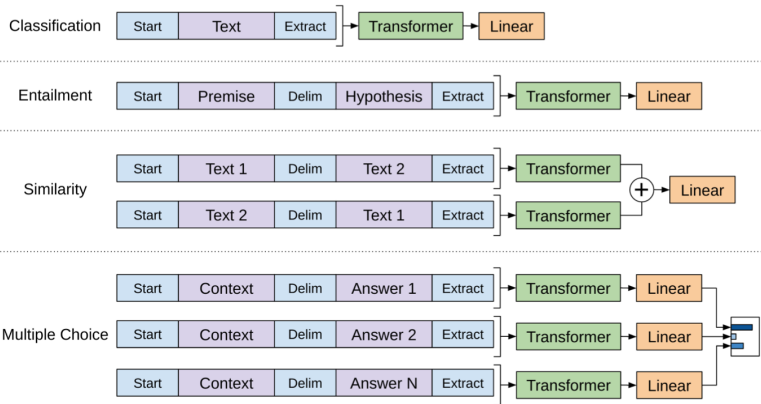 Classification Start Text Extract Transformer Linear
Entailment Start Premise Delim Hypothesis Extract Transformer Linear
Similarity
Start Text 1 Delim Text 2 Extract Transformer
+ Linear
Start Text 2 Delim Text 1 Extract Transformer
Multiple Choice
Start Context Delim Answer 1 Extract Transformer Linear
Start Context Delim Answer 2 Extract Transformer Linear
Start Context Delim Answer N Extract Transformer Linear